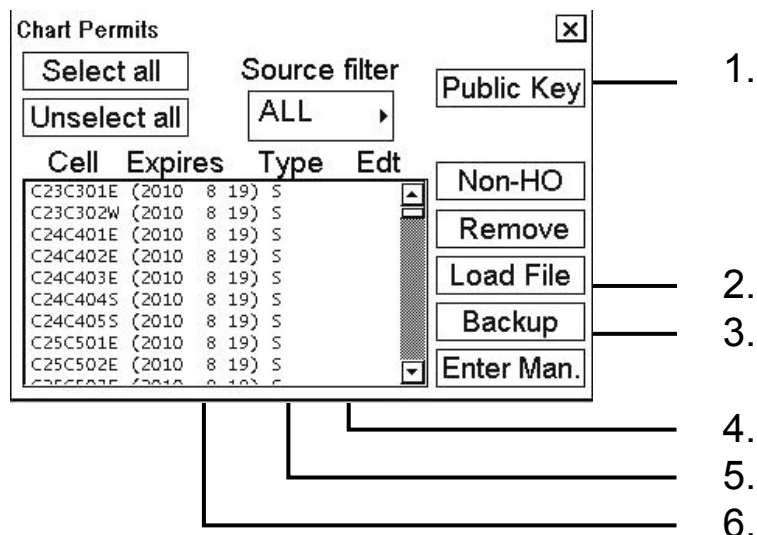 Chart Permits
Select all
Unselect all
Source filter
ALL
Public Key
1.
Cell Expires Type Edt
C23C301E (2010 8 19) S
C23C302W (2010 8 19) S
C24C401E (2010 8 19) S
C24C402E (2010 8 19) S
C24C403E (2010 8 19) S
C24C404S (2010 8 19) S
C24C405S (2010 8 19) S
C25C501E (2010 8 19) S
C25C502E (2010 8 19) S
Non-HO
Remove
Load File
2.
Backup
3.
Enter Man.
4.
5.
6.